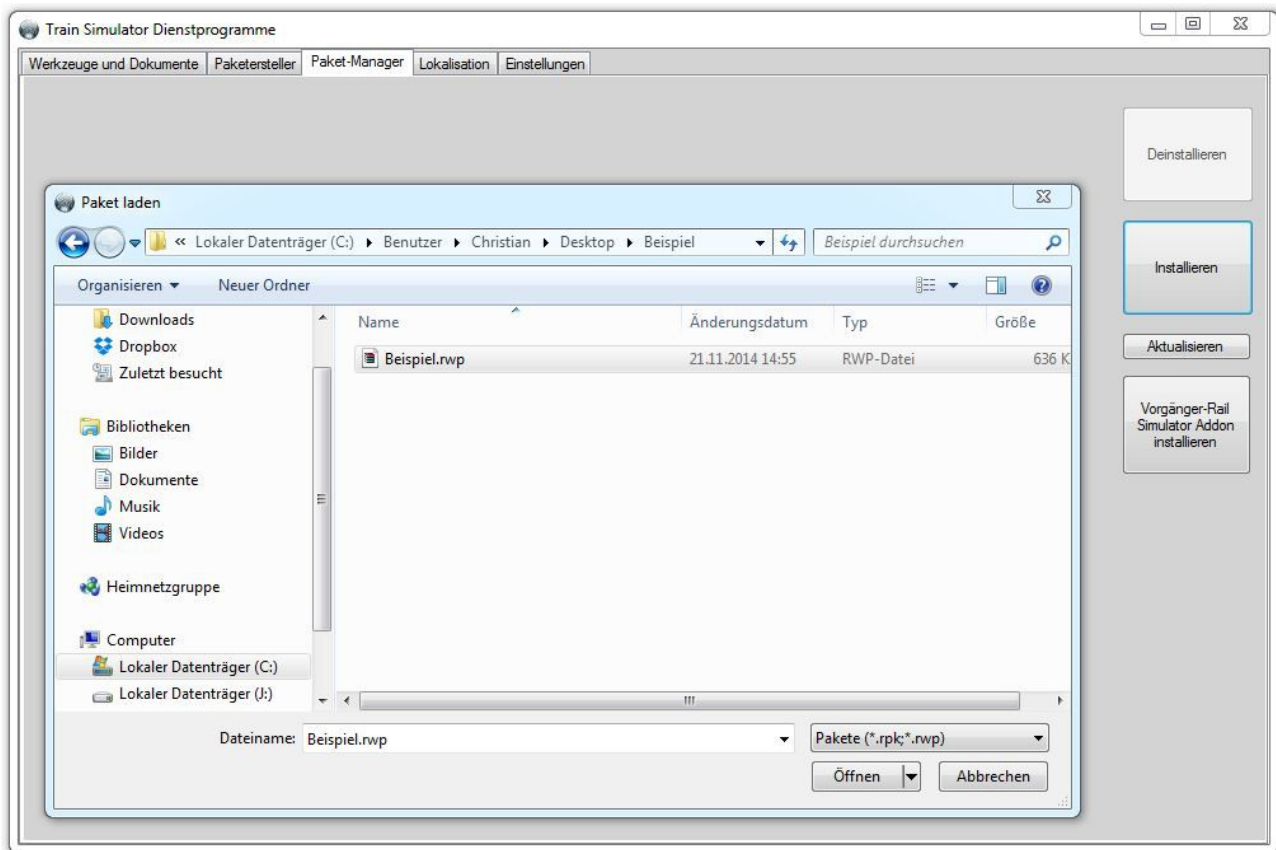 Train Simulator Dienstprogramme
Werkzeuge und Dokumente Paketersteller Paket-Manager Lokalisation Einstellungen
Deinstallieren
Installieren
Aktualisieren
Vorgänger-Rail
Simulator Addon
installieren
Paket laden
« Lokaler Datenträger (C:) Benutzer Christian Desktop Beispiel Beispiel durchsuchen
Organisieren Neuer Ordner
Name Änderungsdatum Typ Größe
Beispiel.rwp 21.11.2014 14:55 RWP-Datei 636 K
Downloads
Dropbox
Zuletzt besucht
Bibliotheken
Bilder
Dokumente
Musik
Videos
Heimnetzgruppe
Computer
Lokaler Datenträger (C:)
Lokaler Datenträger (J:)
Dateiname: Beispiel.rwp Pakete (*.rpk;*.rwp)
Öffnen Abbrechen